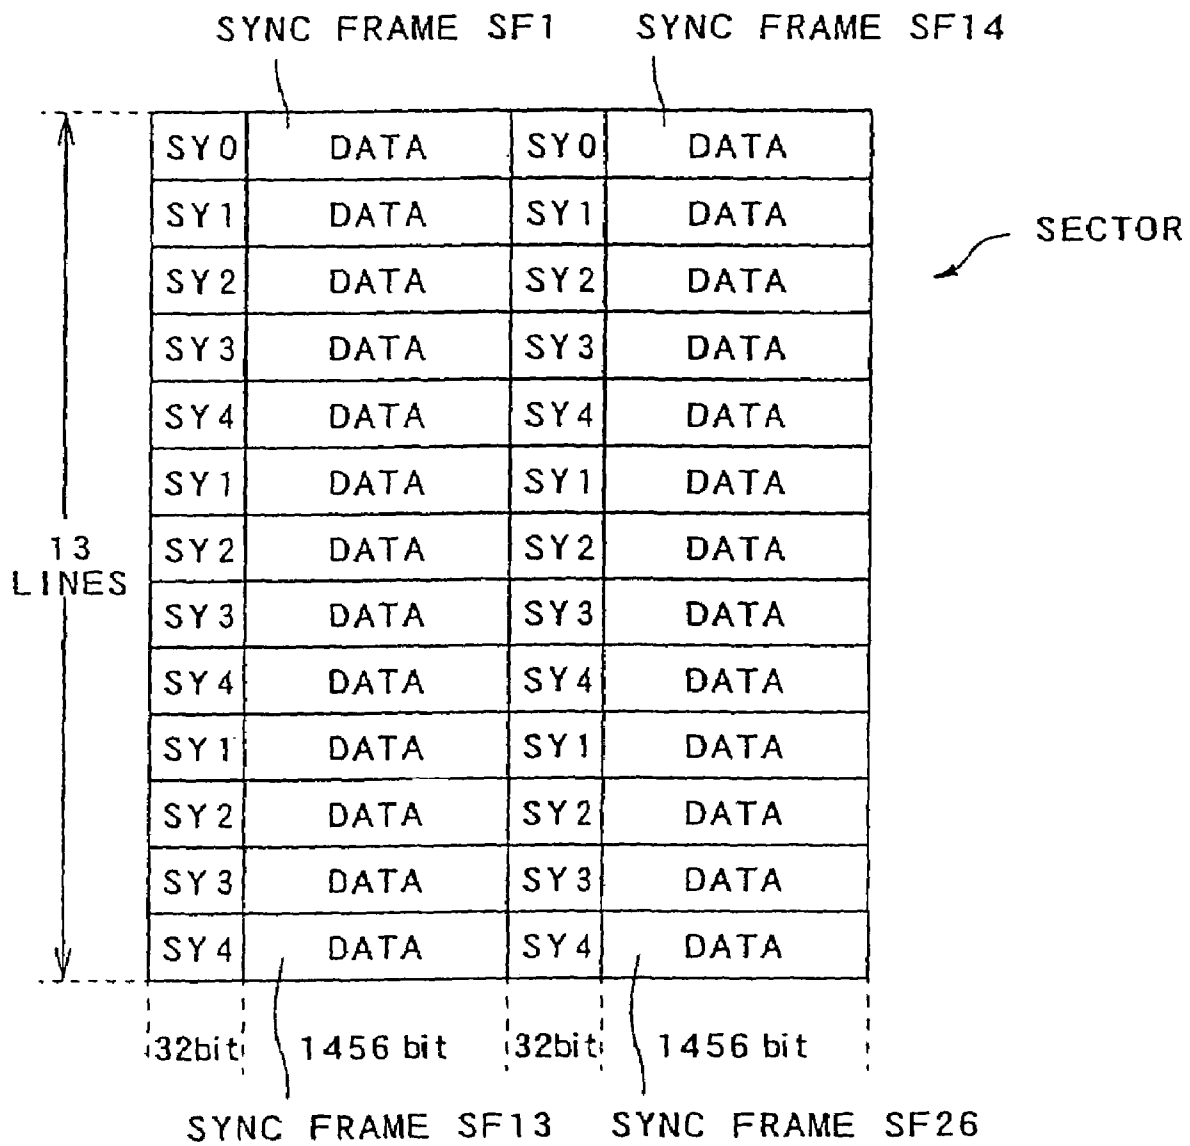 SYNC FRAME SF1 SYNC FRAME SF14
SY0 DATA SY0 DATA
SY1 DATA SY1 DATA
SECTOR
SY2 DATA SY2 DATA
SY3 DATA SY3 DATA
SY4 DATA SY4 DATA
SY1 DATA SY1 DATA
SY2 DATA SY2 DATA
13
LINES
SY3 DATA SY3 DATA
SY4 DATA SY4 DATA
SY1 DATA SY1 DATA
SY2 DATA SY2 DATA
SY3 DATA SY3 DATA
SY4 DATA SY4 DATA
32bit 1456 bit 32bit 1456 bit
SYNC FRAME SF13 SYNC FRAME SF26